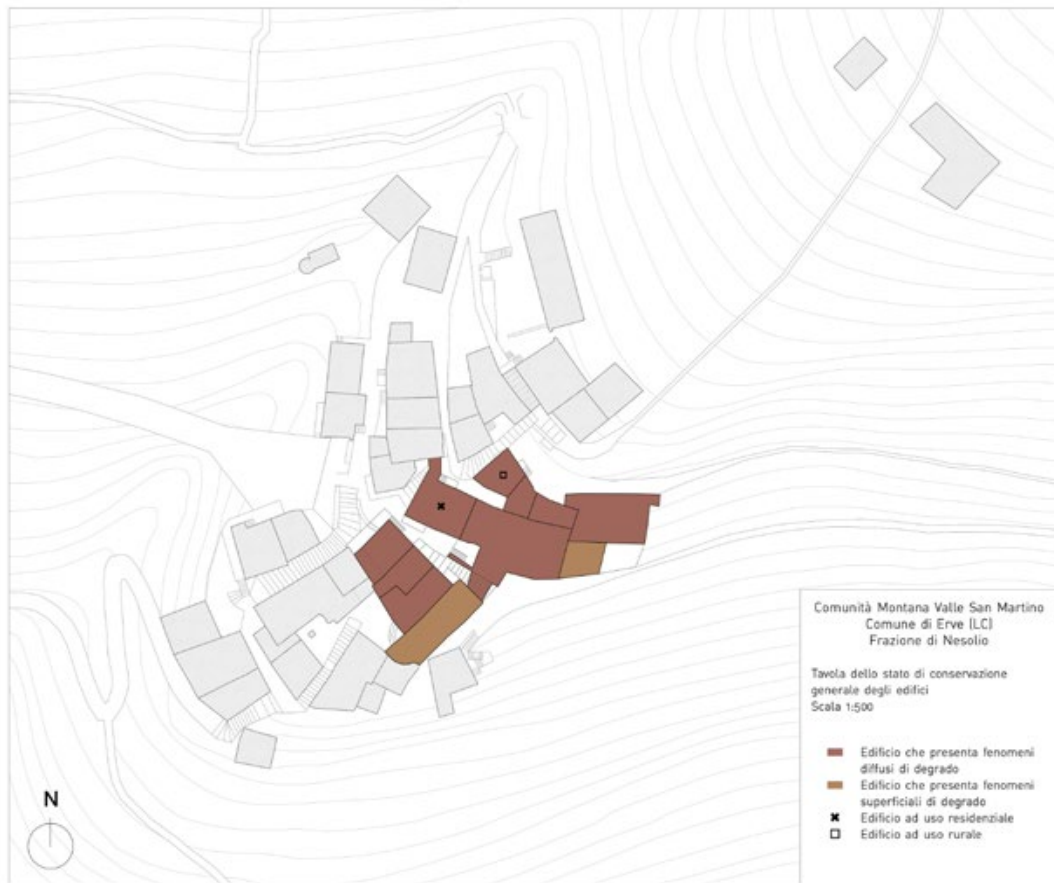 Comunità Montana Valle San Martino
Comune di Erve (LC)
Frazione di Nesolio
Tavola dello stato di conservazione
generale degli edifici
Scala 1:500
Edificio che presenta fenomeni
diffusi di degrado
Edificio che presenta fenomeni
superficiali di degrado
Edificio ad uso residenziale
Edificio ad uso rurale
N